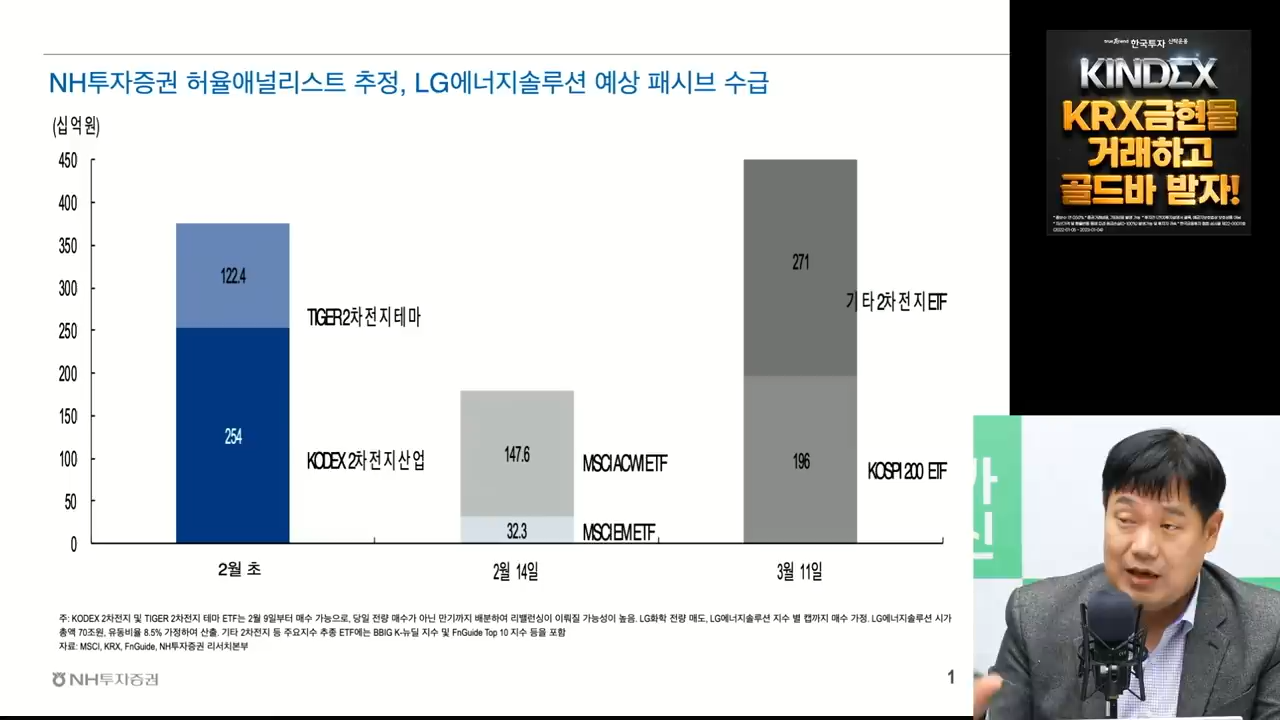 NH투자증권 허율애널리스트 추정, LG에너지솔루션 예상 패시브 수급
(십억원)
450
400
350
300
250
200
150
100
50
0
122.4
TIGER 2차전지테마
254
KODEX 2차전지산업
147.6
MSCI ACWI ETF
32.3
MSCI EM ETF
271
기타 2차전지 ETF
196
KOSPI 200 ETF
2월 초
2월 14일
3월 11일
주: KODEX 2차전지 및 TIGER 2차전지 테마 ETF는 2월 9일부터 매수 가능으로, 당일 전량 매수가 아닌 만기까지 배분하여 리밸런싱이 이뤄질 가능성이 높음. LG화학 전량 매도, LG에너지솔루션 지수 별 캡까지 매수 가정. LG에너지솔루션 시가
총액 70조원, 유동비율 8.5% 가정하여 산출. 기타 2차전지 등 주요지수 추종 ETF에는 BBIG K-뉴딜 지수 및 FnGuide Top 10 지수 등을 포함
자료: MSCI, KRX, FnGuide, NH투자증권 리서치본부
NH투자증권
1
한국투자 신탁운용
KINDEX
KRX금현물
거래하고
골드바 받자!
가
신